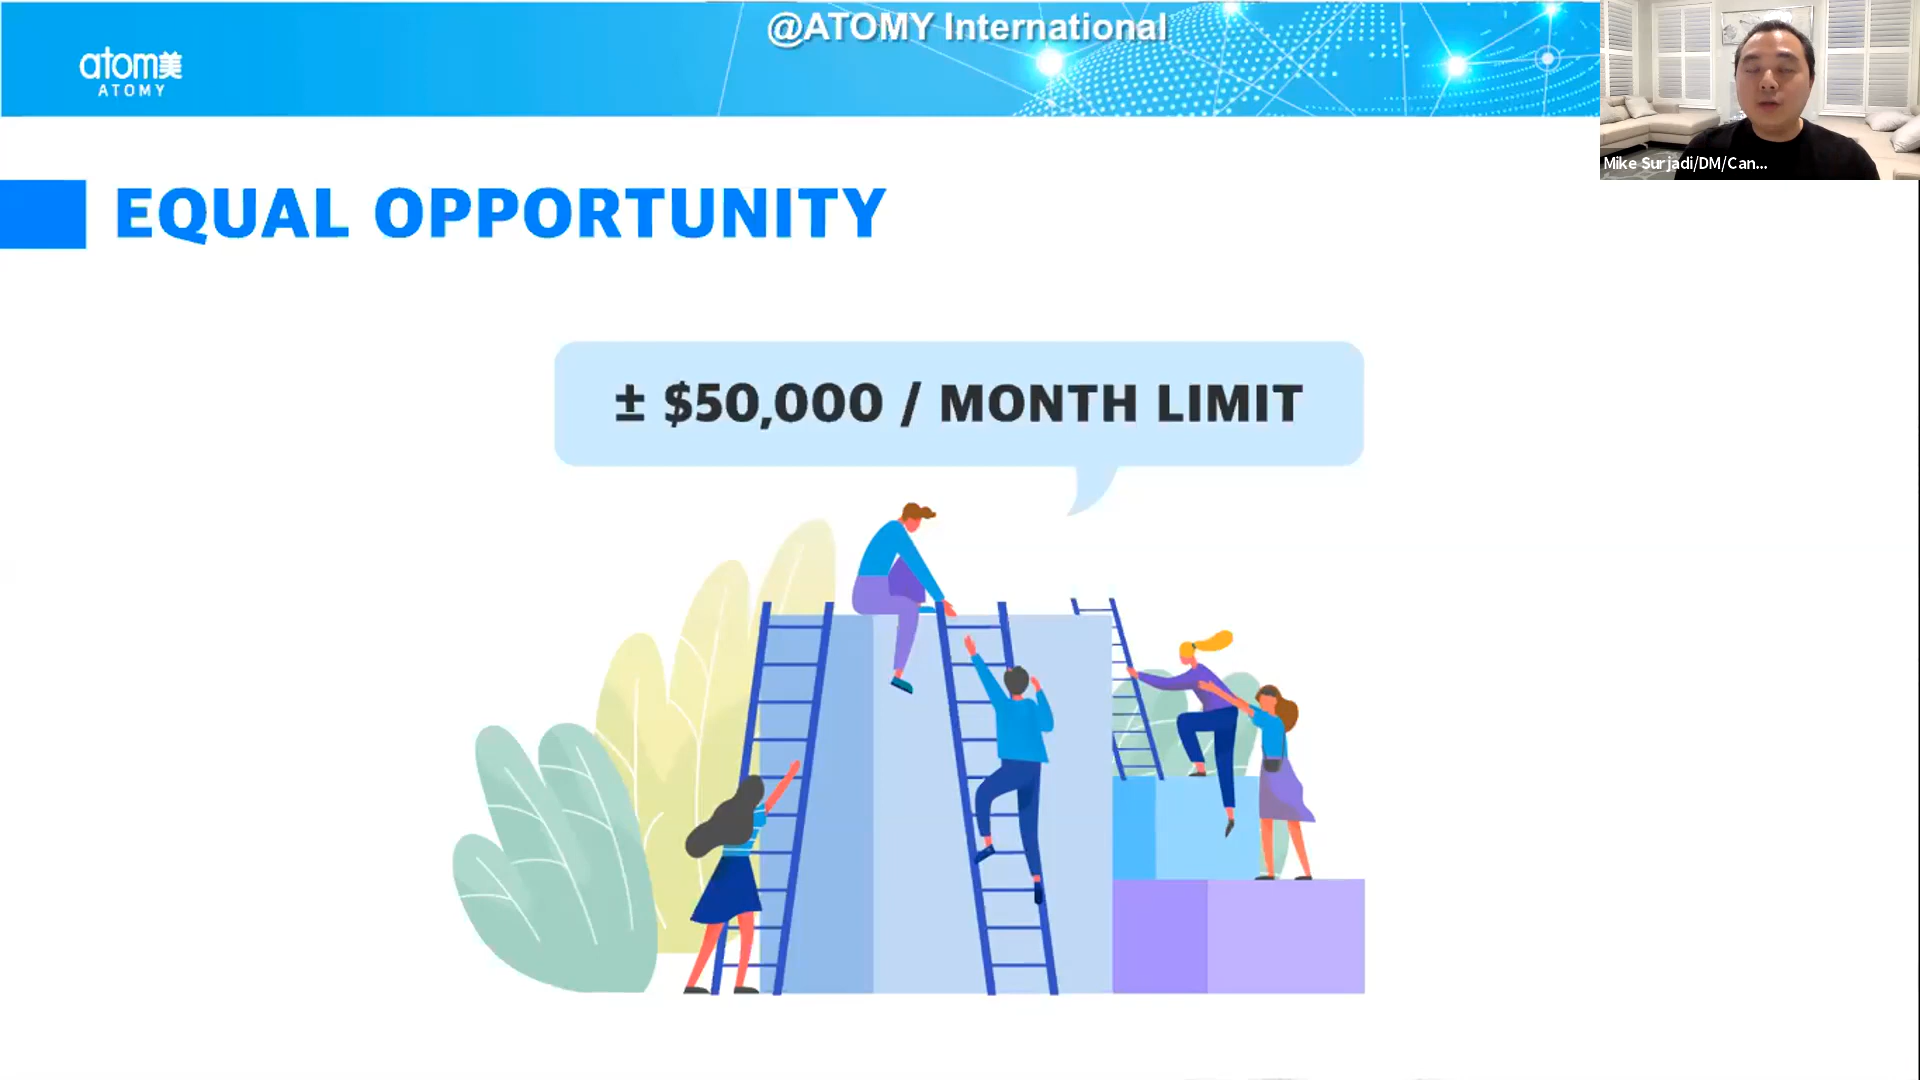 @ATOMY International
atom美
ATOMY
Mike Surjadi/DM/Can...
EQUAL OPPORTUNITY
± $50,000 / MONTH LIMIT